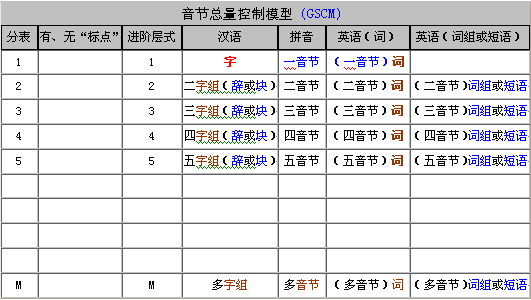 音节总量控制模型 (GSCM)
分表 有、无“标点” 进阶层式 汉语 拼音 英语(词) 英语(词组或短语)
1 1 字 一音节 (一音节)词
2 2 二字组(辞或块) 二音节 (二音节)词 (二音节)词组或短语
3 3 三字组(辞或块) 三音节 (三音节)词 (三音节)词组或短语
4 4 四字组(辞或块) 四音节 (四音节)词 (四音节)词组或短语
5 5 五字组(辞或块) 五音节 (五音节)词 (五音节)词组或短语
M M 多字组 多音节 (多音节)词 (多音节)词组或短语